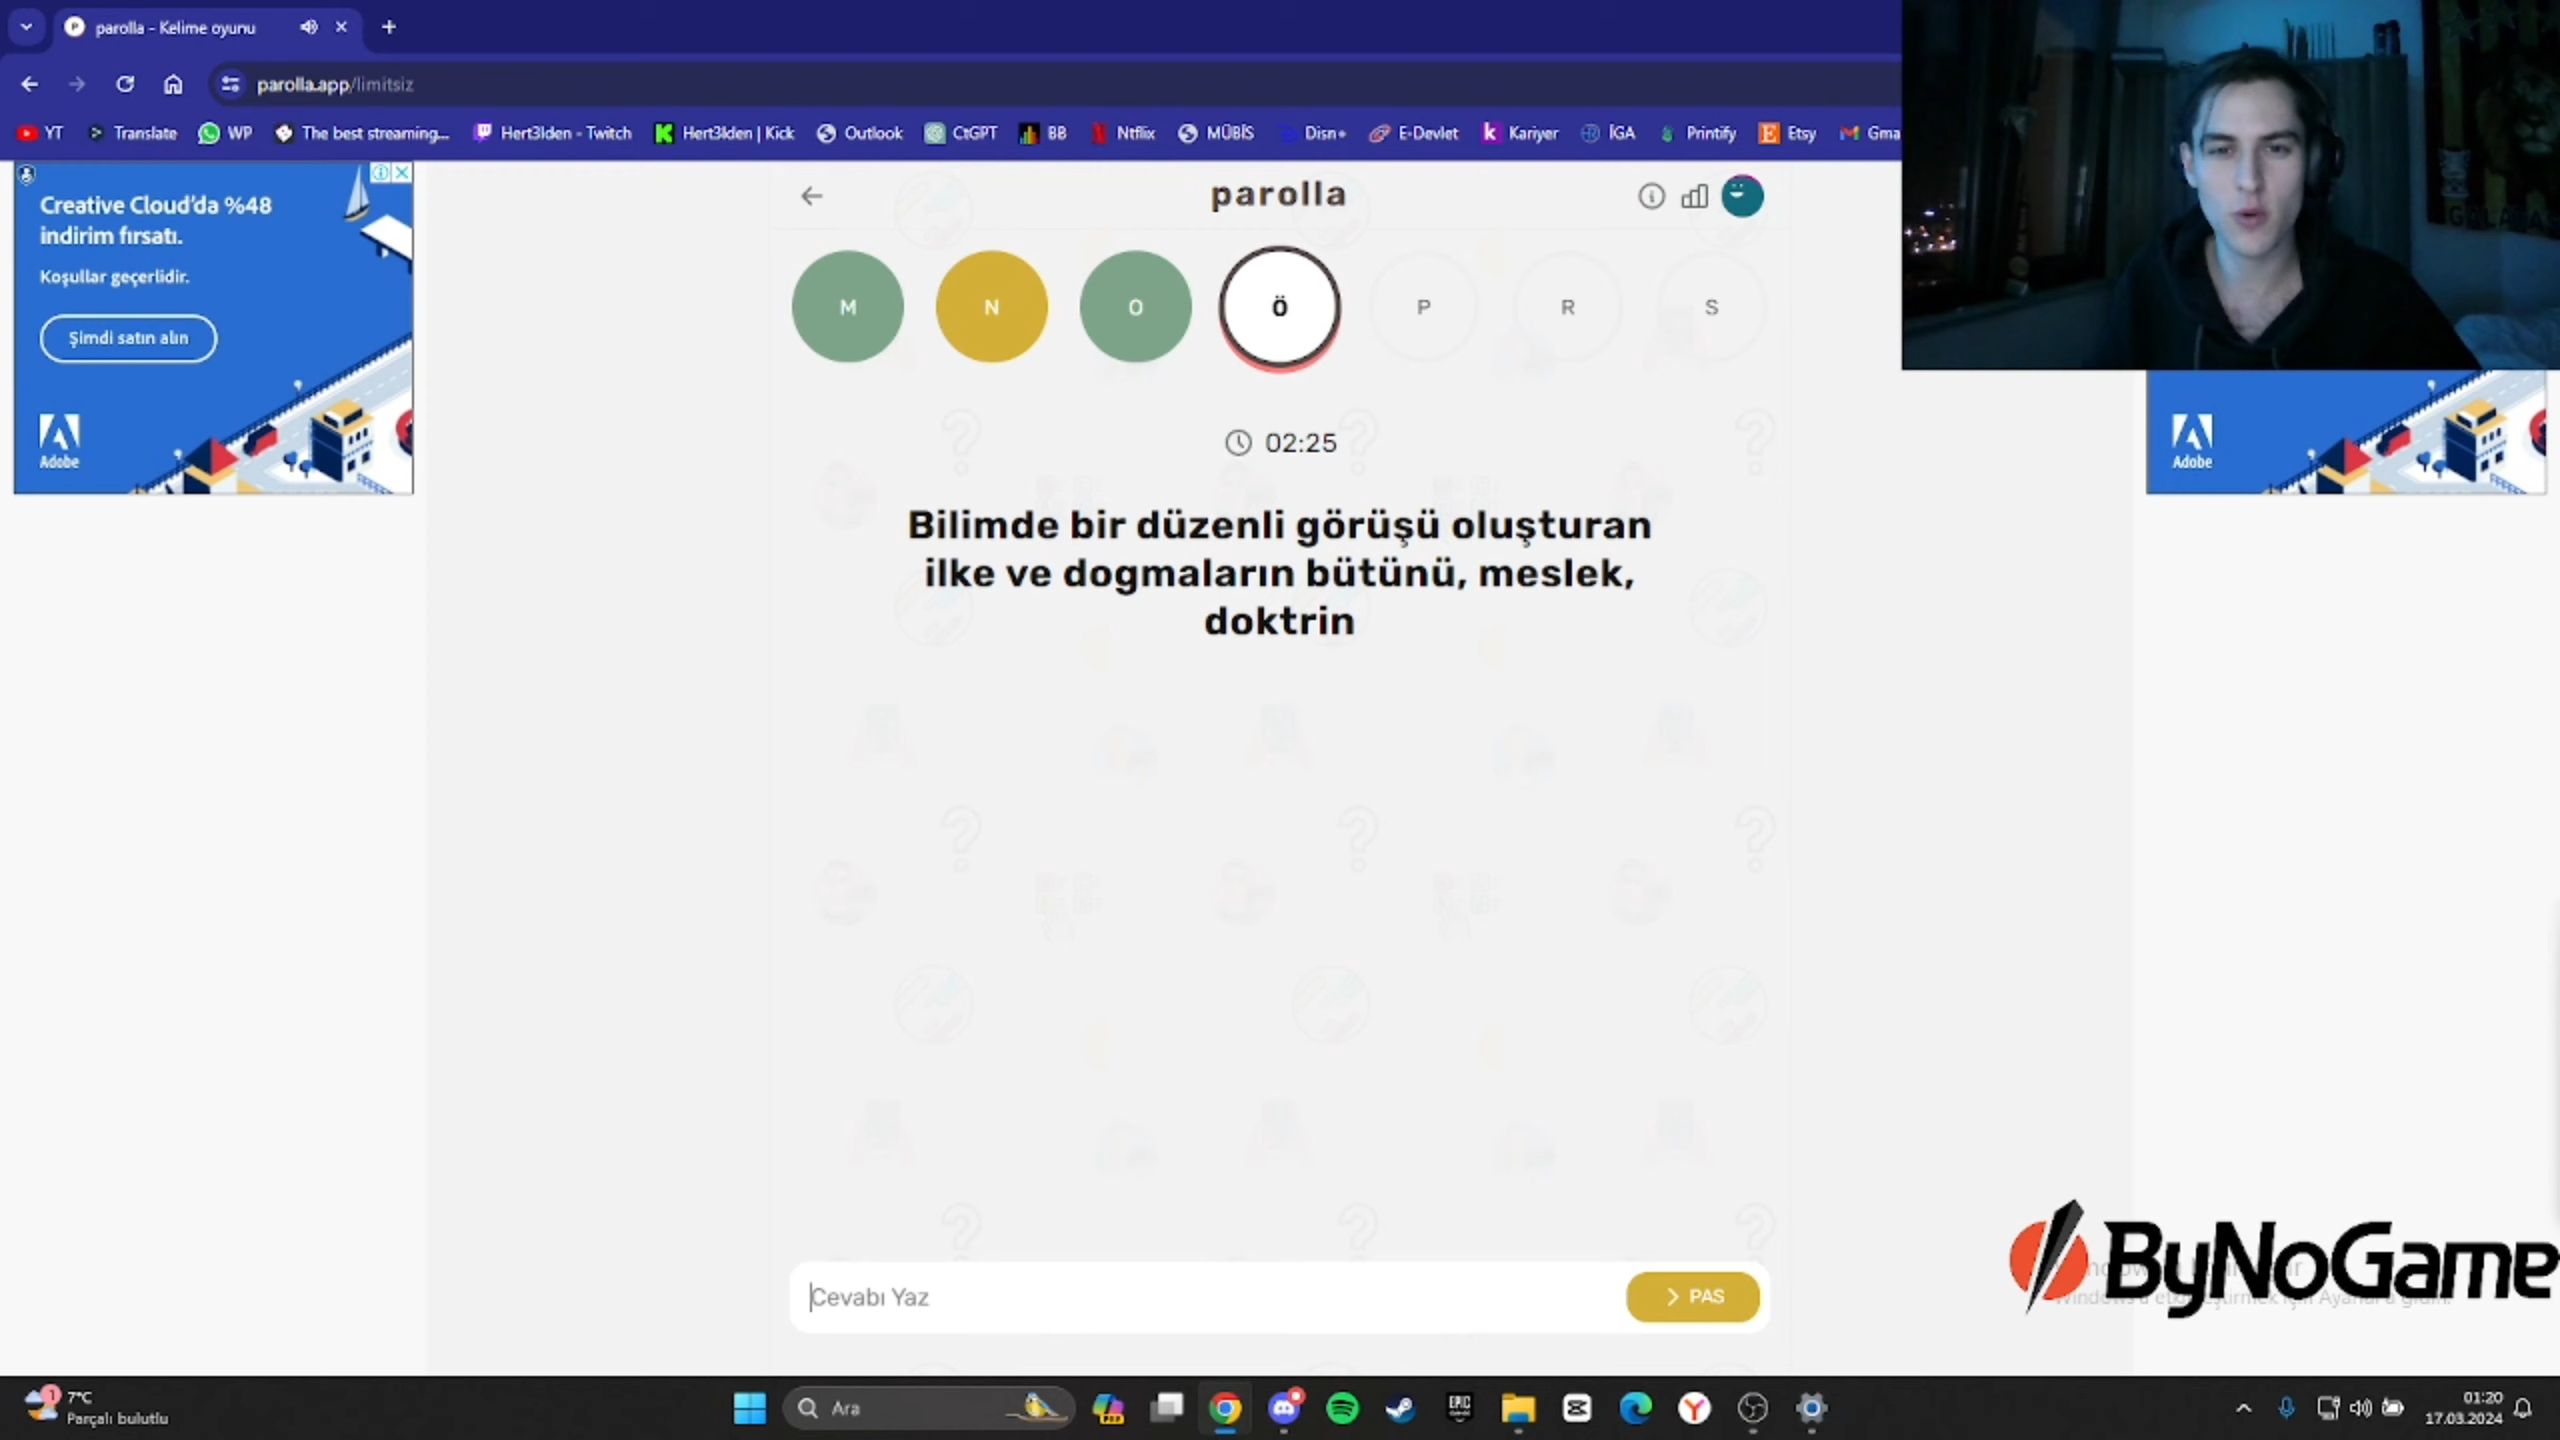 parolla - Kelime oyunu
parolla.app/limitsiz
YT
Translate
WP
The best streaming...
Hert3lden - Twitch
Hert3lden | Kick
Outlook
CtGPT
BB
Ntflix
MÜBİS
Disn+
E-Devlet
Kariyer
İGA
Printify
Etsy
Gma
Creative Cloud'da %48
indirim fırsatı.
Koşullar geçerlidir.
Şimdi satın alın
Adobe
parolla
M
N
O
Ö
P
R
S
02:25
Bilimde bir düzenli görüşü oluşturan
ilke ve dogmaların bütünü, meslek,
doktrin
Adobe
Cevabı Yaz
PAS
ByNoGame
1
7°C
Parçalı bulutlu
Ara
EPIC
01:20
17.03.2024